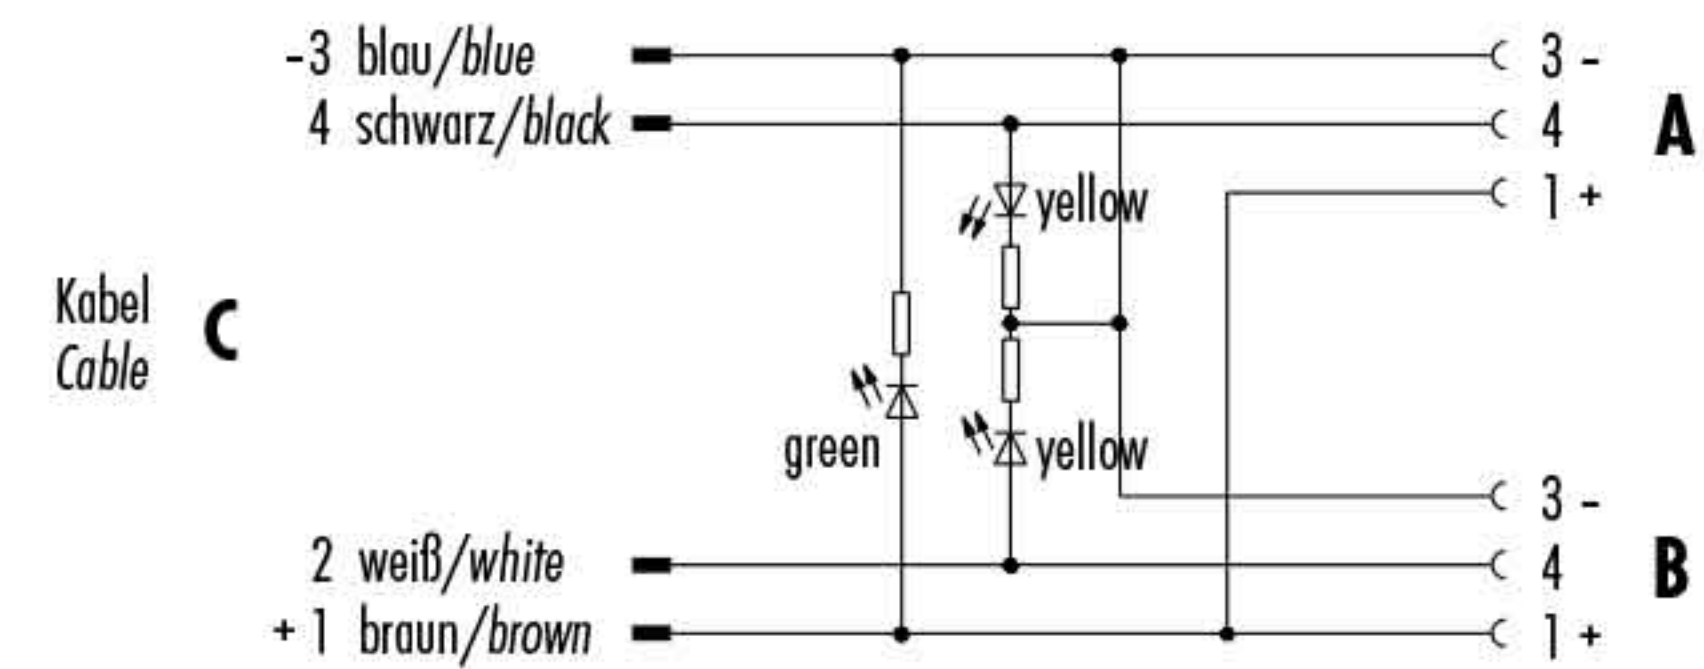 -3 blau/blue
3 -
4 schwarz/black
4
A
yellow
1 +
Kabel
C
Cable
green
yellow
3 -
2 weiß/white
4
B
+ 1 braun/brown
1 +